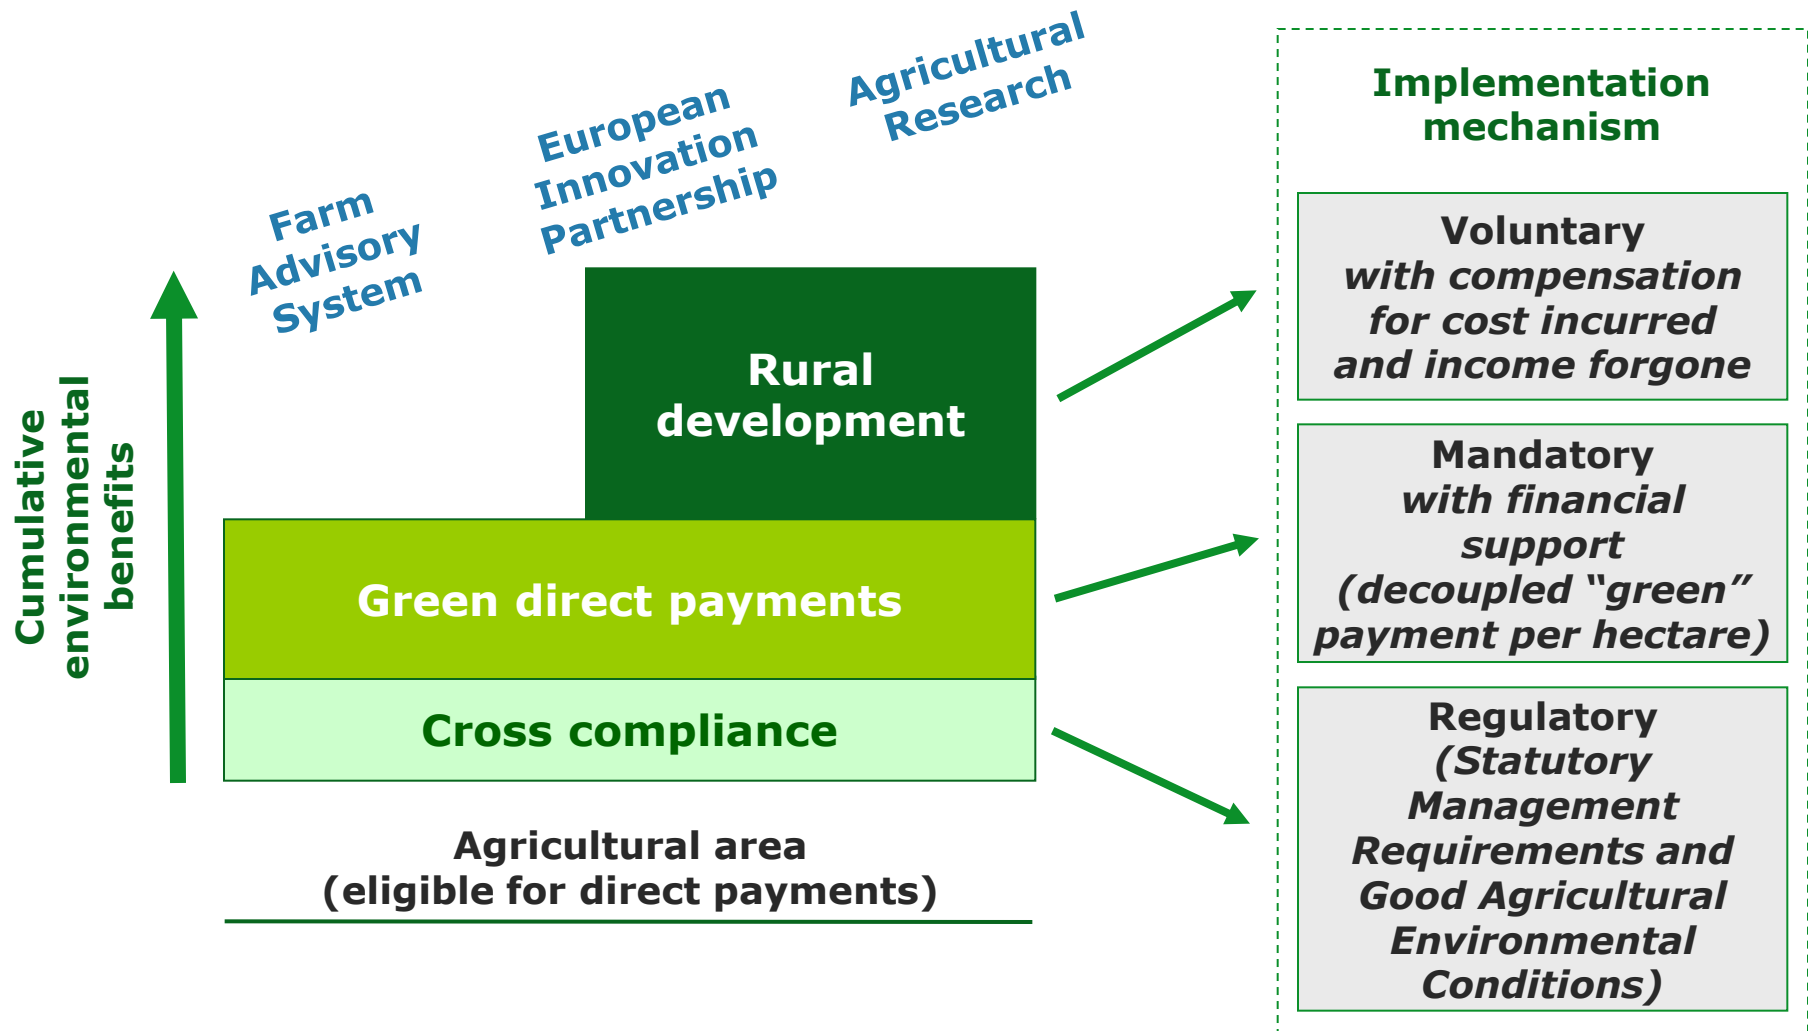 Agricultural
Research
European
Innovation
Partnership
Farm
Advisory
System
Cumulative
environmental
benefits
Rural
development
Green direct payments
Cross compliance
Agricultural area
(eligible for direct payments)
Implementation
mechanism
Voluntary
with compensation
for cost incurred
and income forgone
Mandatory
with financial
support
(decoupled “green”
payment per hectare)
Regulatory
(Statutory
Management
Requirements and
Good Agricultural
Environmental
Conditions)